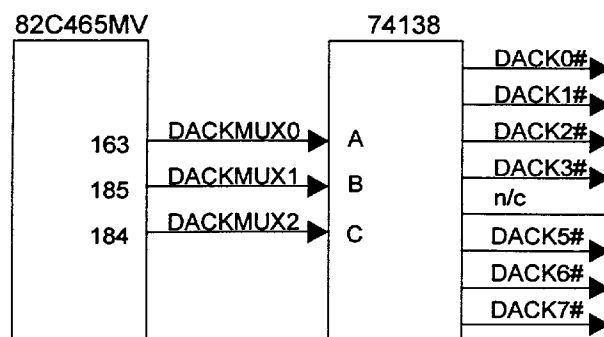 82C465MV 74138
DACK0#
DACK1#
163 DACKMUX0 A DACK2#
DACK3#
185 DACKMUX1 B n/c
184 DACKMUX2 C DACK5#
DACK6#
DACK7#